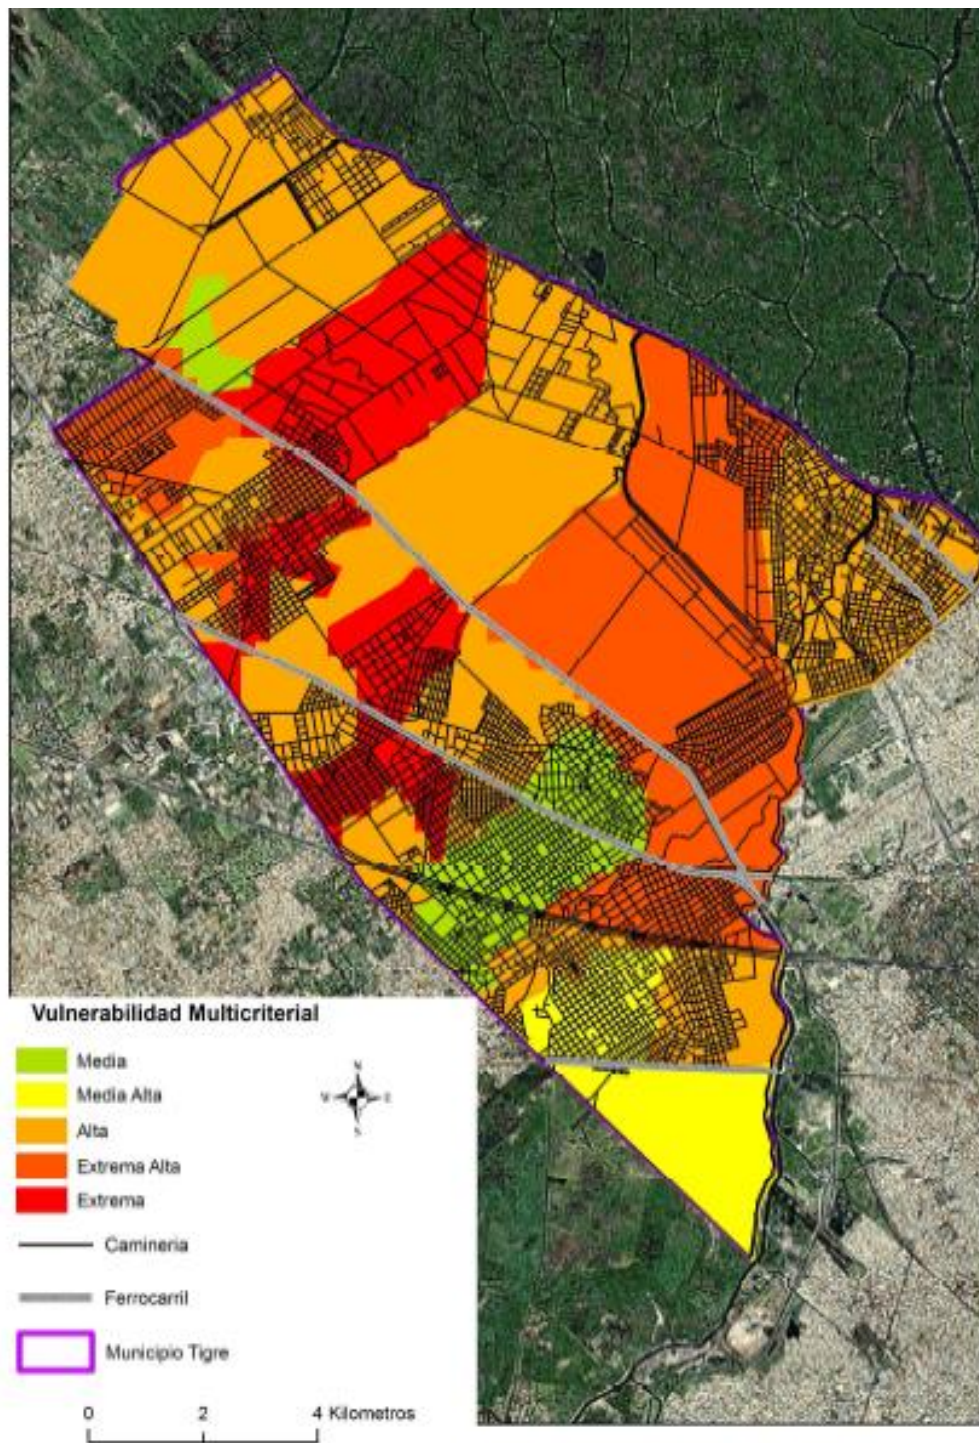 Vulnerabilidad Multicriterial
Media
Media Alta
Alta
Extrema Alta
Extrema
N
W E
S
Camineria
Ferrocarril
Municipio Tigre
0 2 4 Kilometros